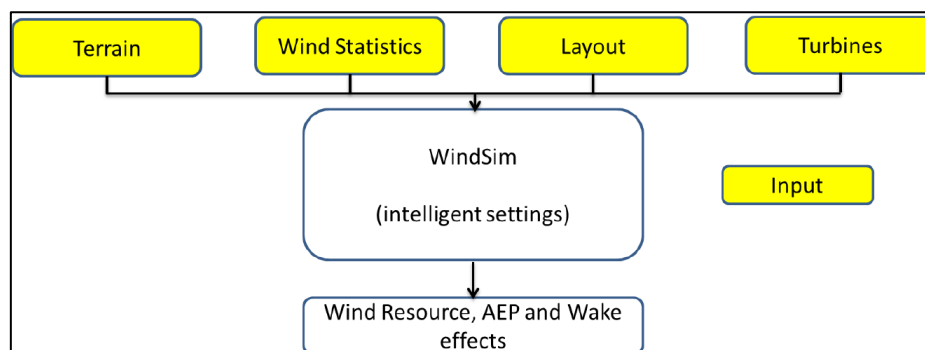 Terrain
Wind Statistics
Layout
Turbines
WindSim
(intelligent settings)
Input
Wind Resource, AEP and Wake
effects